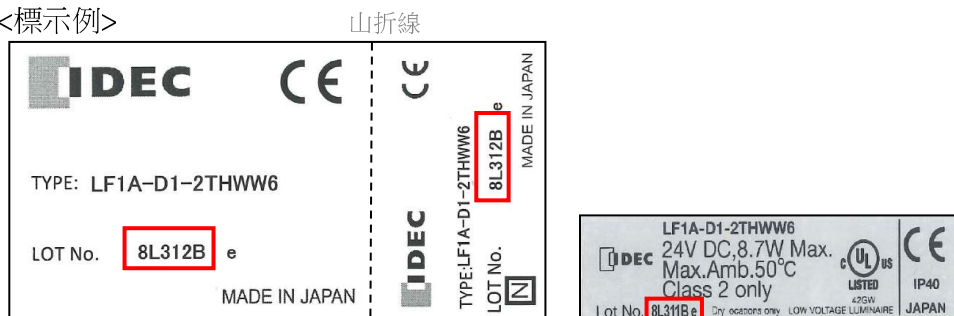 <標示例>
山折線
IDEC CE
TYPE: LF1A-D1-2THWW6
LOT No. 8L312B e
MADE IN JAPAN
CE
IDEC
TYPE:LF1A-D1-2THWW6
LOT No. 8L312B e
N
MADE IN JAPAN
LF1A-D1-2THWW6
IDEC 24V DC,8.7W Max.
Max.Amb.50°C
Class 2 only
Lot No. 8L311B e Dry ocations only LOW VOLTAGE LUMINAIRE
c UL us
LISTED
42GW
CE
IP40
JAPAN